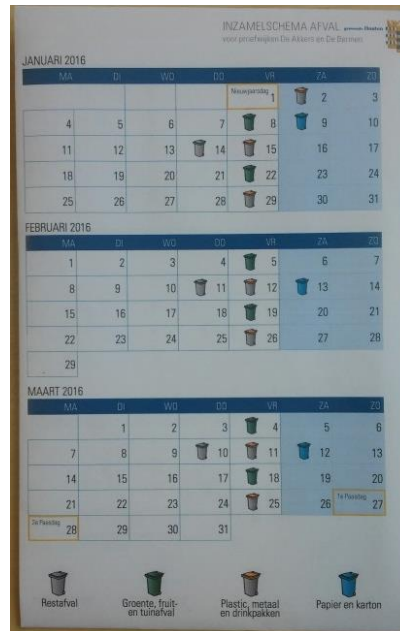 INZAMELSCHEMA AFVAL gemeente Sittard-Geleen
voor proefwijken De Allaers en De Barmen
JANUARI 2016
MA DI WO DO VR ZA ZO
Nieuwjaarsdag 1 2 3
4 5 6 7 8 9 10
11 12 13 14 15 16 17
18 19 20 21 22 23 24
25 26 27 28 29 30 31
FEBRUARI 2016
MA DI WO DO VR ZA ZO
1 2 3 4 5 6 7
8 9 10 11 12 13 14
15 16 17 18 19 20 21
22 23 24 25 26 27 28
29
MAART 2016
MA DI WO DO VR ZA ZO
1 2 3 4 5 6
7 8 9 10 11 12 13
14 15 16 17 18 19 20
21 22 23 24 25 26 1e Paasdag 27
2e Paasdag 28 29 30 31
Restafval
Groente, fruit-
en tuinafval
Plastic, metaal
en drinkpakken
Papier en karton